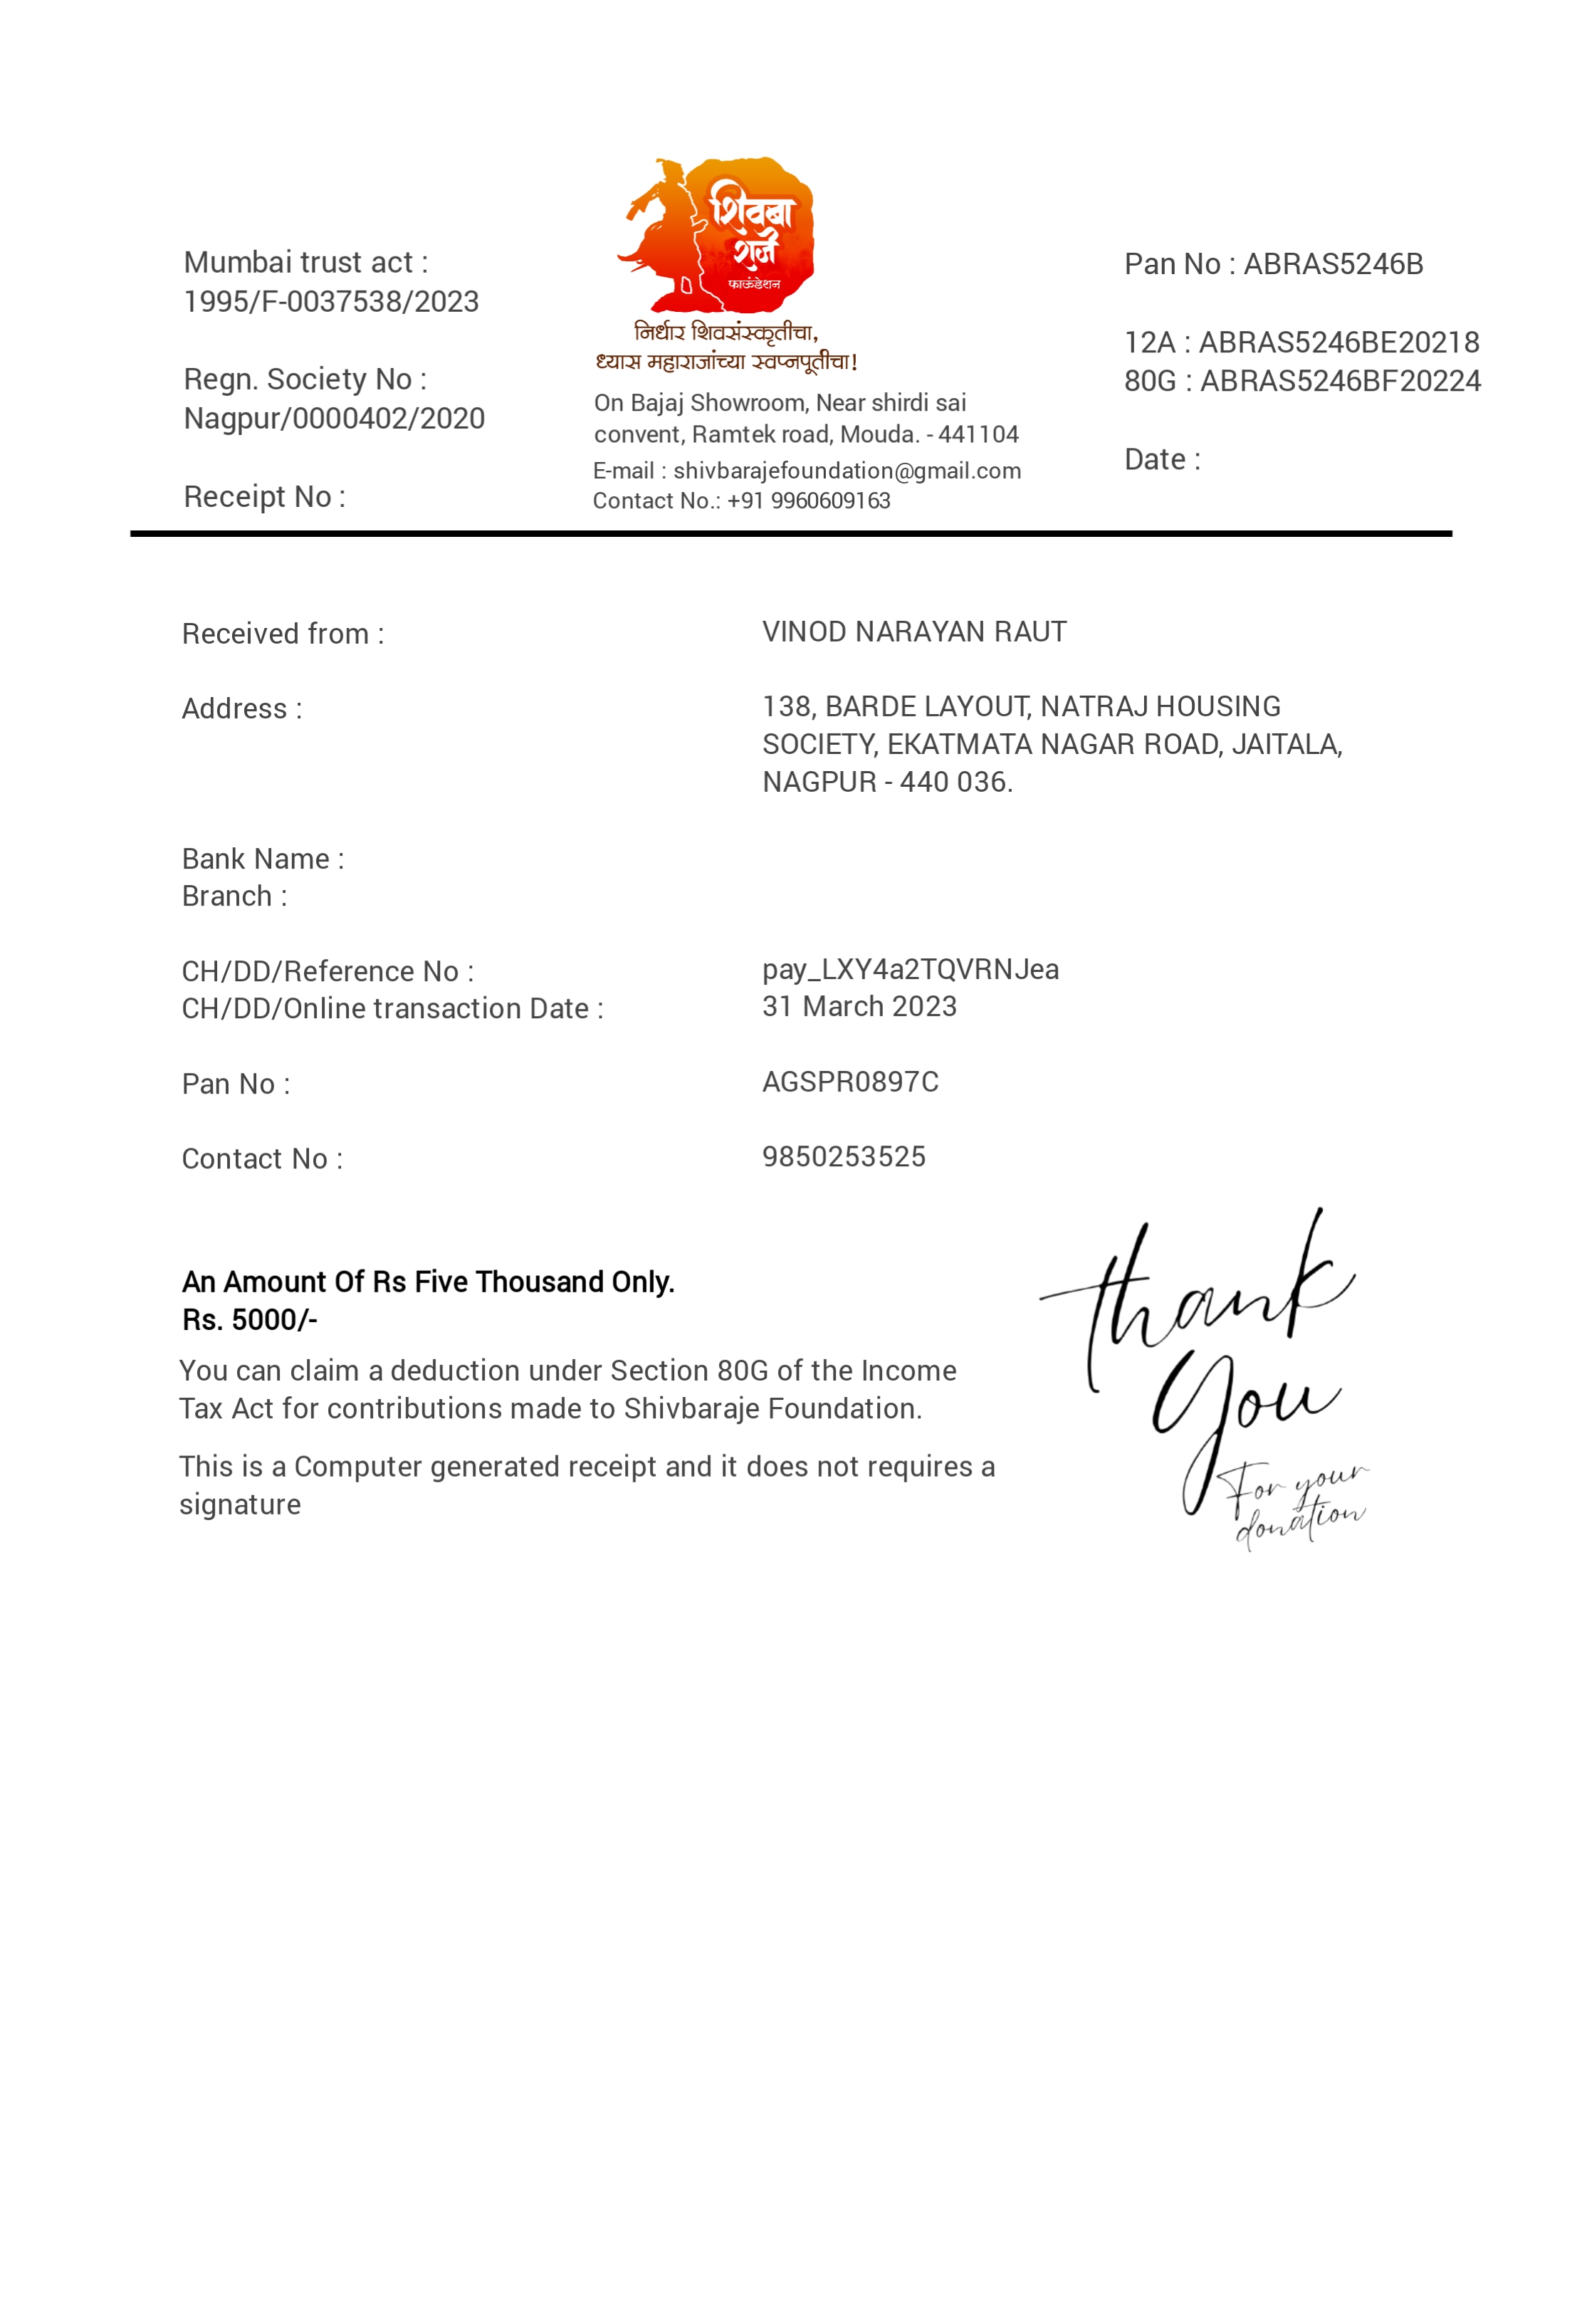 Mumbai trust act :
1995/F-0037538/2023
Regn. Society No :
Nagpur/0000402/2020
Receipt No :
शिवबा
राजे
फाऊंडेशन
निर्धार शिवसंस्कृतीचा,
ध्यास महाराजांच्या स्वप्नपूर्तीचा!
On Bajaj Showroom, Near shirdi sai
convent, Ramtek road, Mouda. - 441104
E-mail : shivbarajefoundation@gmail.com
Contact No.: +91 9960609163
Pan No : ABRAS5246B
12A : ABRAS5246BE20218
80G : ABRAS5246BF20224
Date :
Received from : VINOD NARAYAN RAUT
Address : 138, BARDE LAYOUT, NATRAJ HOUSING
SOCIETY, EKATMATA NAGAR ROAD, JAITALA,
NAGPUR - 440 036.
Bank Name :
Branch :
CH/DD/Reference No : pay_LXY4a2TQVRNJea
CH/DD/Online transaction Date : 31 March 2023
Pan No : AGSPR0897C
Contact No : 9850253525
An Amount Of Rs Five Thousand Only.
Rs. 5000/-
You can claim a deduction under Section 80G of the Income
Tax Act for contributions made to Shivbaraje Foundation.
This is a Computer generated receipt and it does not requires a
signature
thank
you
For your
donation